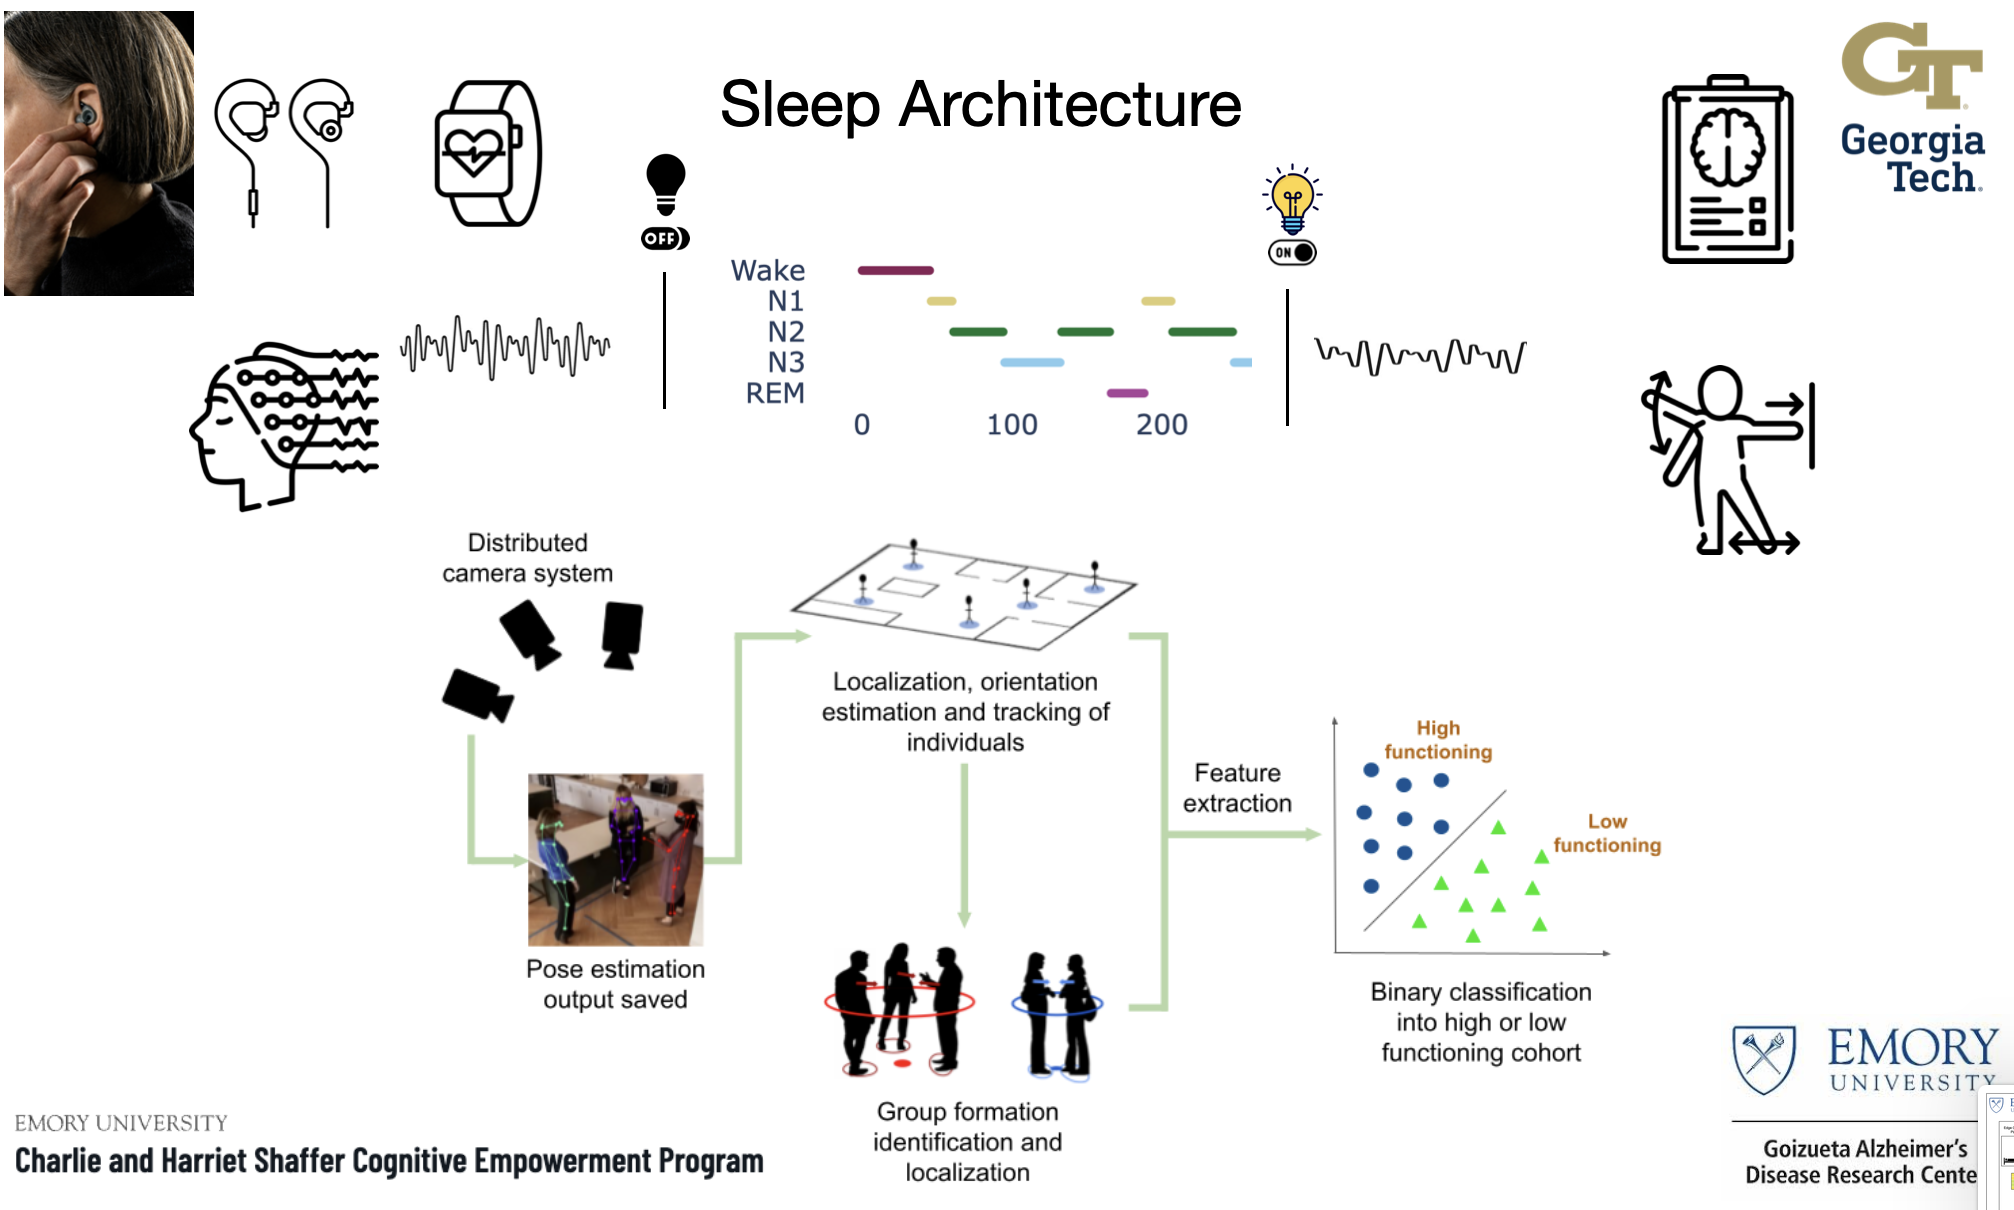 Sleep Architecture
GT
Georgia
Tech
OFF
ON
Wake
N1
N2
N3
REM
0 100 200
Distributed
camera system
Localization, orientation
estimation and tracking of
individuals
Pose estimation
output saved
Group formation
identification and
localization
Feature
extraction
High
functioning
Low
functioning
Binary classification
into high or low
functioning cohort
EMORY UNIVERSITY
Charlie and Harriet Shaffer Cognitive Empowerment Program
EMORY
UNIVERSITY
Goizueta Alzheimer's
Disease Research Cente